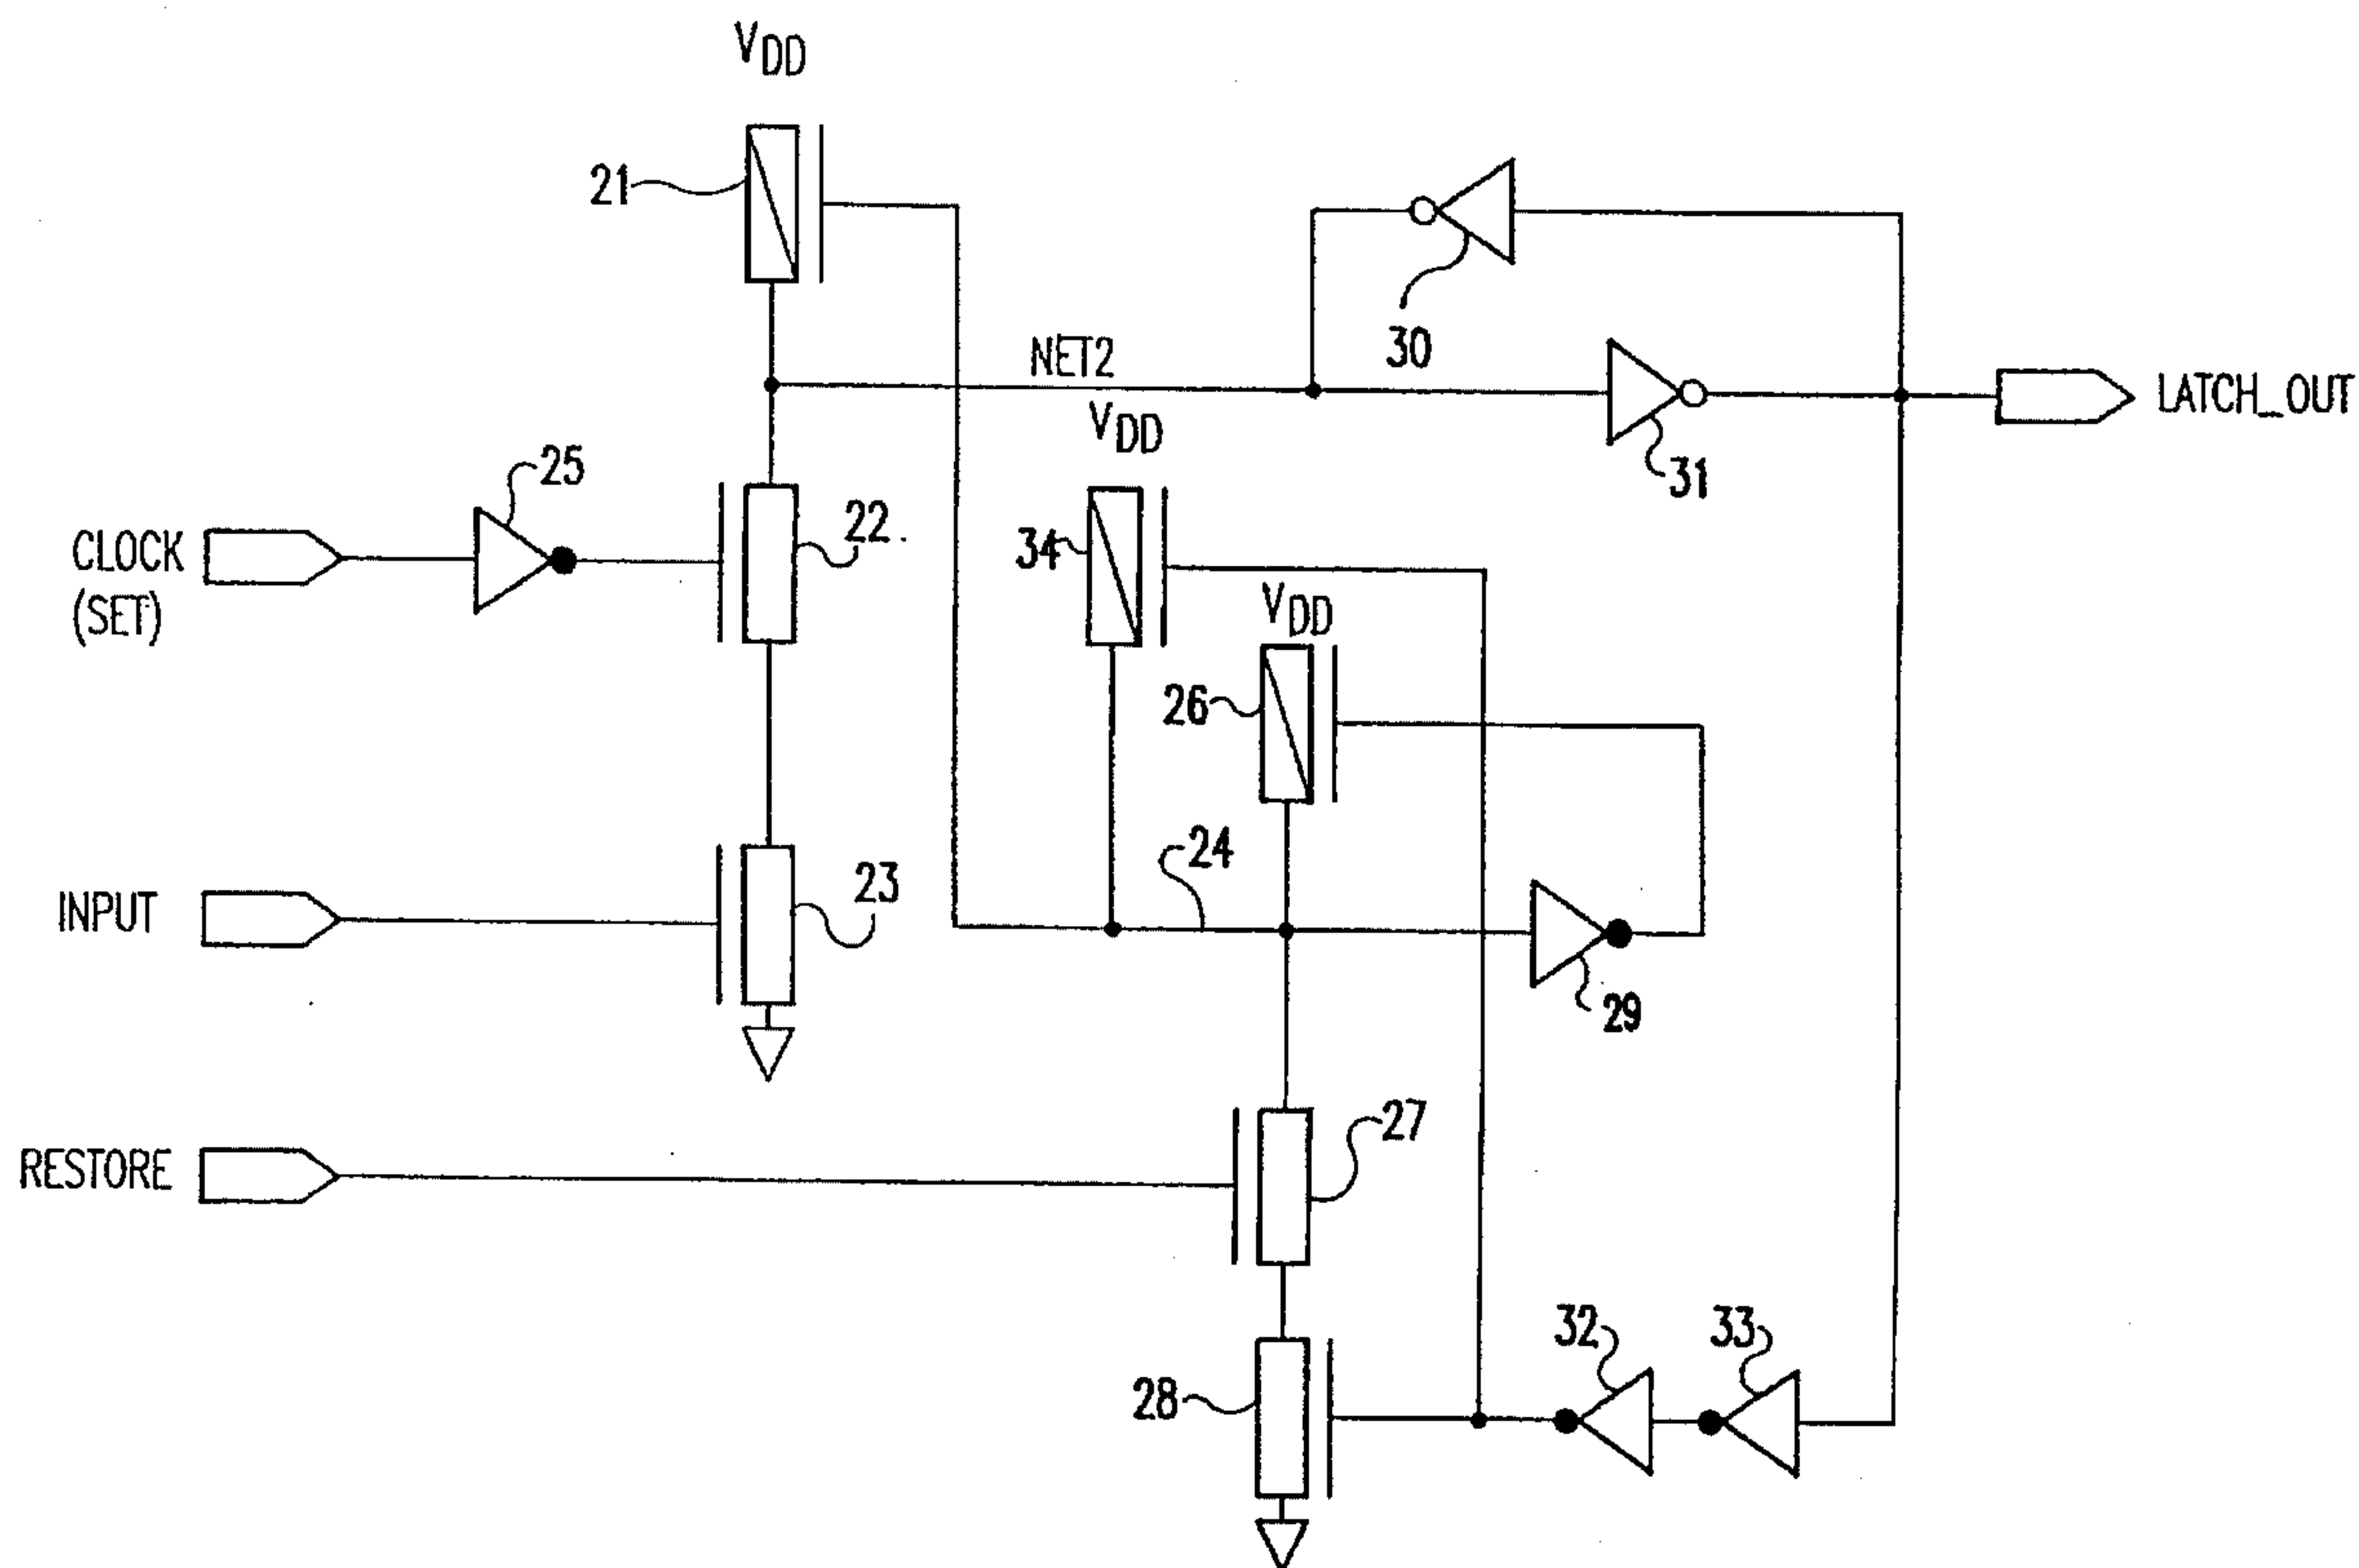 VDD
21
30
NET2
VDD
31
LATCH_OUT
25
22
CLOCK
(SET)
34
VDD
26
24
INPUT
23
29
RESTORE
27
32
33
28